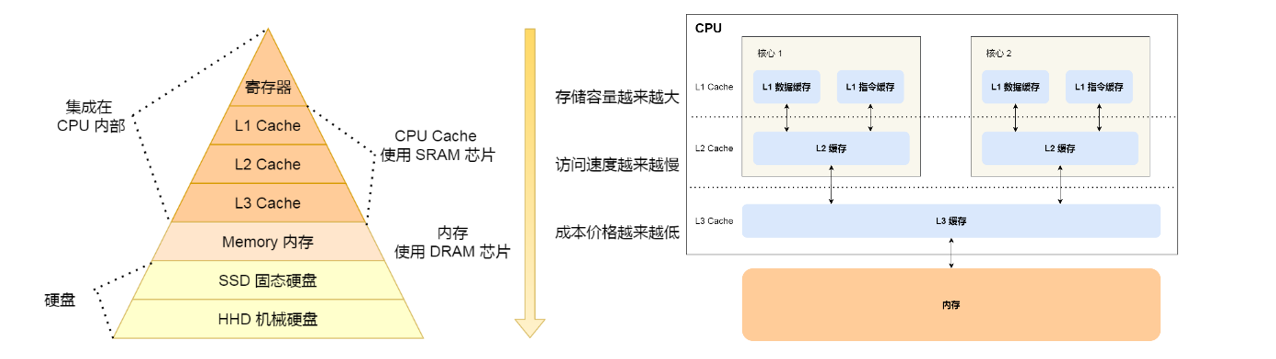 寄存器
L1 Cache
L2 Cache
L3 Cache
Memory 内存
SSD 固态硬盘
HHD 机械硬盘
集成在
CPU 内部
硬盘
CPU Cache
使用 SRAM 芯片
内存
使用 DRAM 芯片
存储容量越来越大
访问速度越来越慢
成本价格越来越低
CPU
核心 1
核心 2
L1 Cache
L1 数据缓存
L1 指令缓存
L1 数据缓存
L1 指令缓存
L2 Cache
L2 缓存
L2 缓存
L3 Cache
L3 缓存
内存